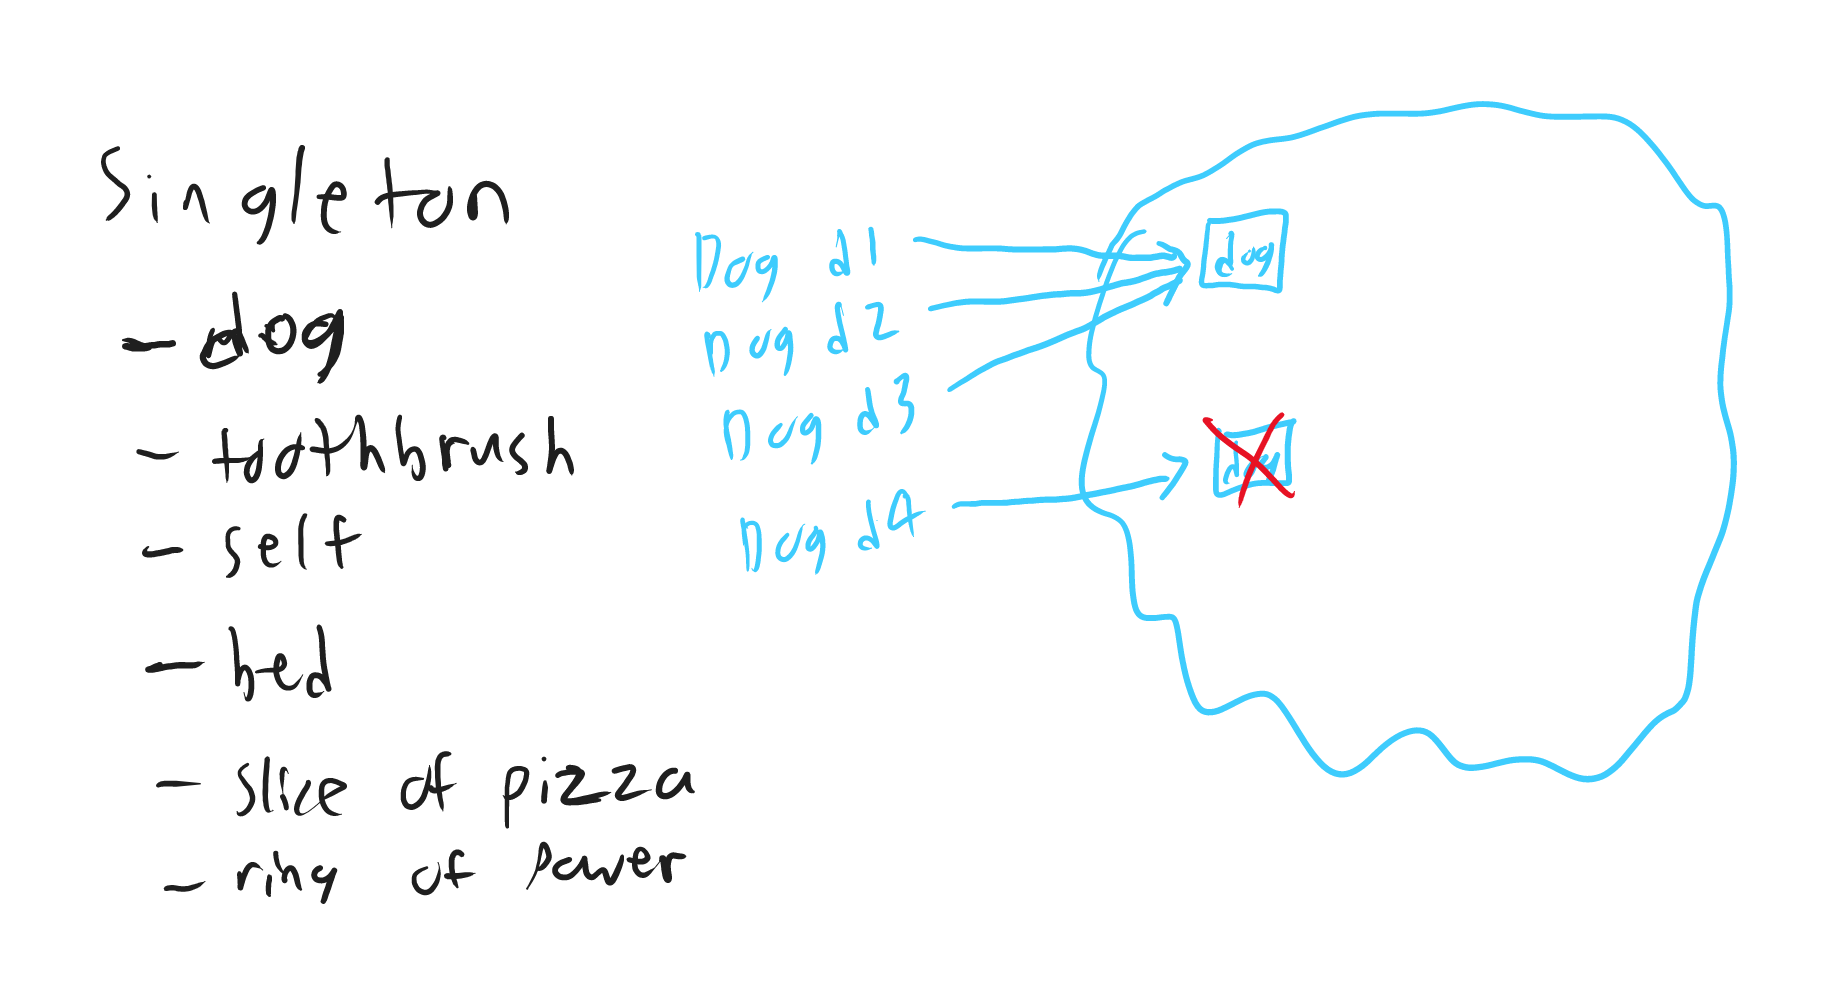 Singleton
- dog
- toothbrush
- self
- bed
- slice of pizza
- ring of power
Dog d1
Dog d2
Dog d3
Dog d4
dog
dog